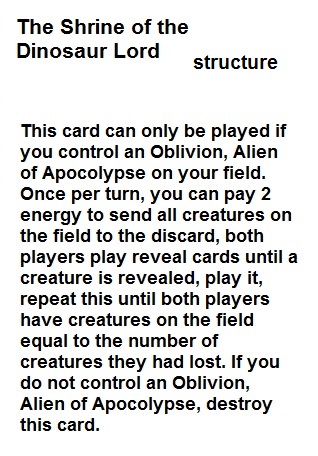 The Shrine of the
Dinosaur Lord
structure
This card can only be played if
you control an Oblivion, Alien
of Apocolypse on your field.
Once per turn, you can pay 2
energy to send all creatures on
the field to the discard, both
players play reveal cards until a
creature is revealed, play it,
repeat this until both players
have creatures on the field
equal to the number of
creatures they had lost. If you
do not control an Oblivion,
Alien of Apocolypse, destroy
this card.